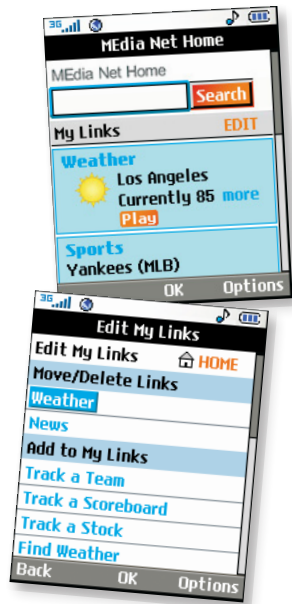 3G
MEdia Net Home
MEdia Net Home
Search
My Links EDIT
Weather
Los Angeles
Currently 85 more
Play
Sports
Yankees (MLB)
OK Options
3G
Edit My Links
Edit My Links HOME
Move/Delete Links
Weather
News
Add to My Links
Track a Team
Track a Scoreboard
Track a Stock
Find Weather
Back OK Options